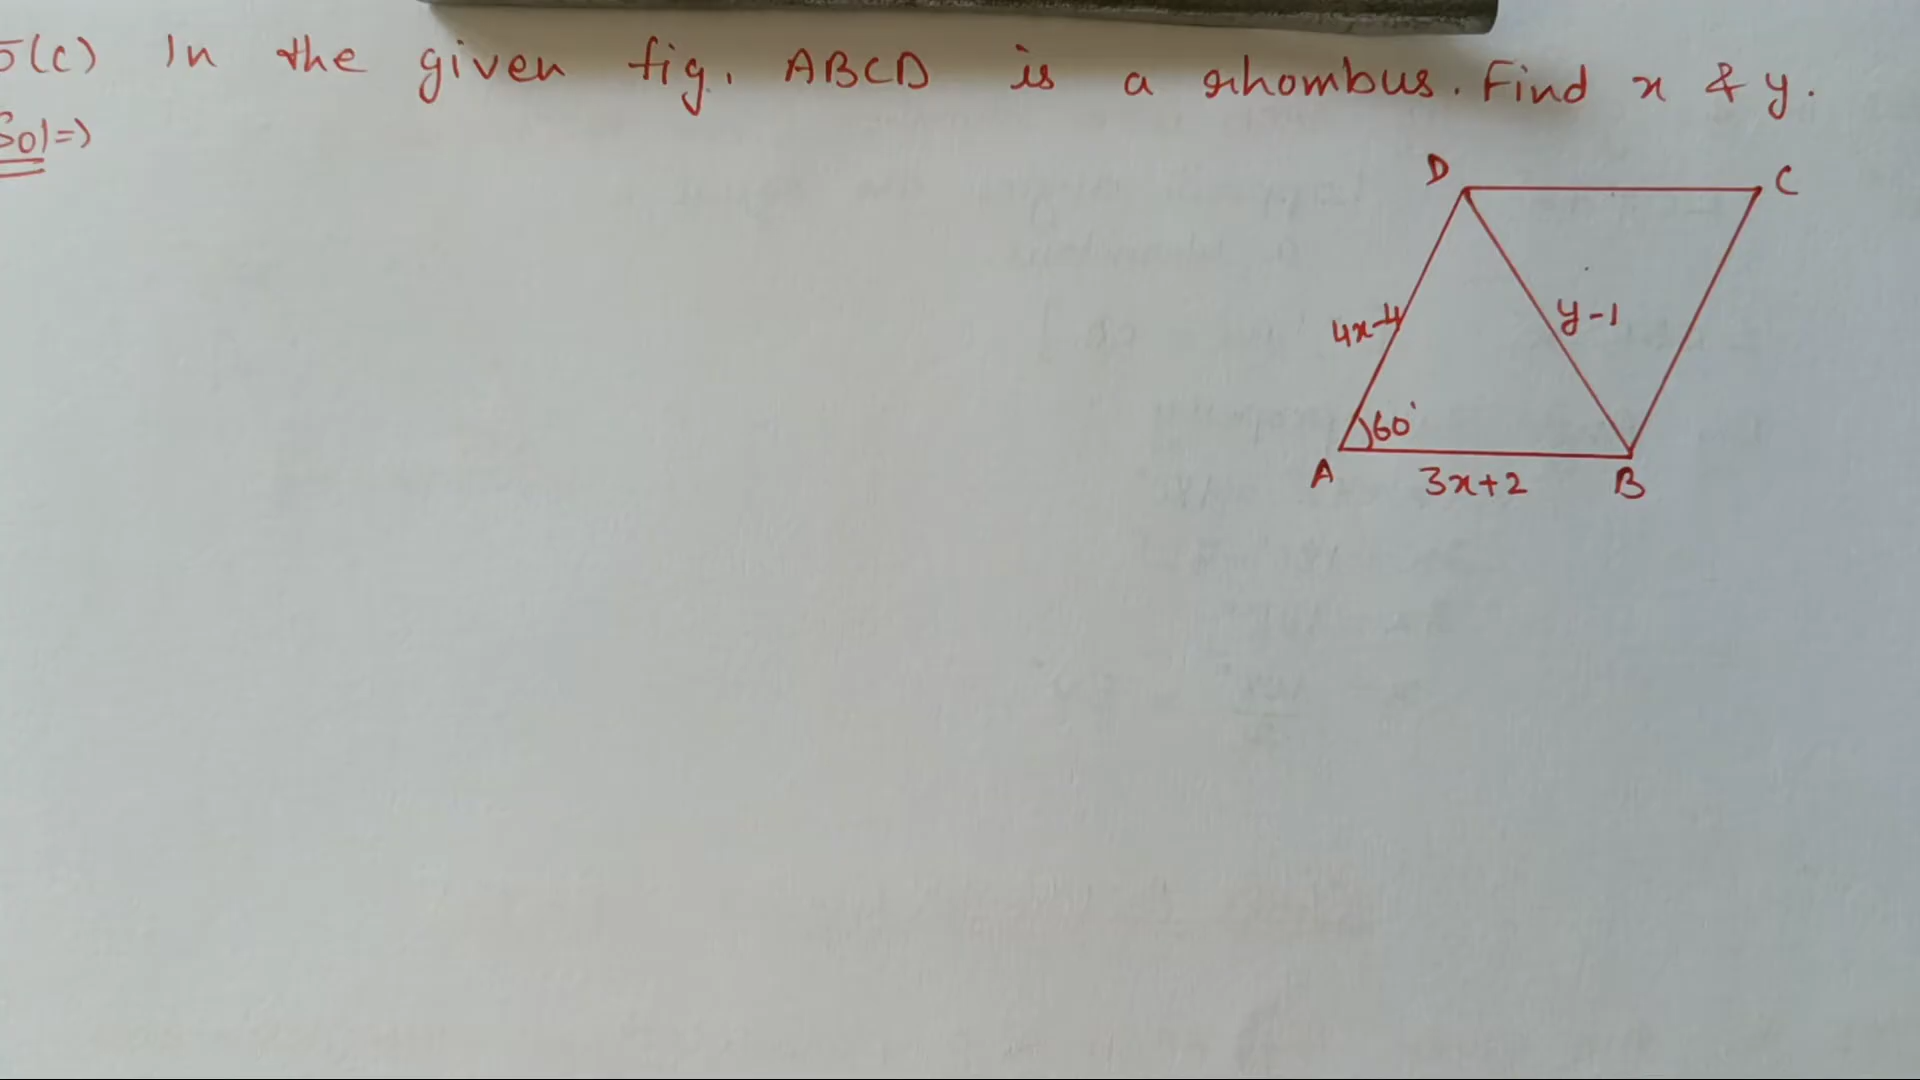 5(c) In the given fig. ABCD is a rhombus. Find x & y.
Sol=>
D C
4x-4 y-1
60°
A 3x+2 B